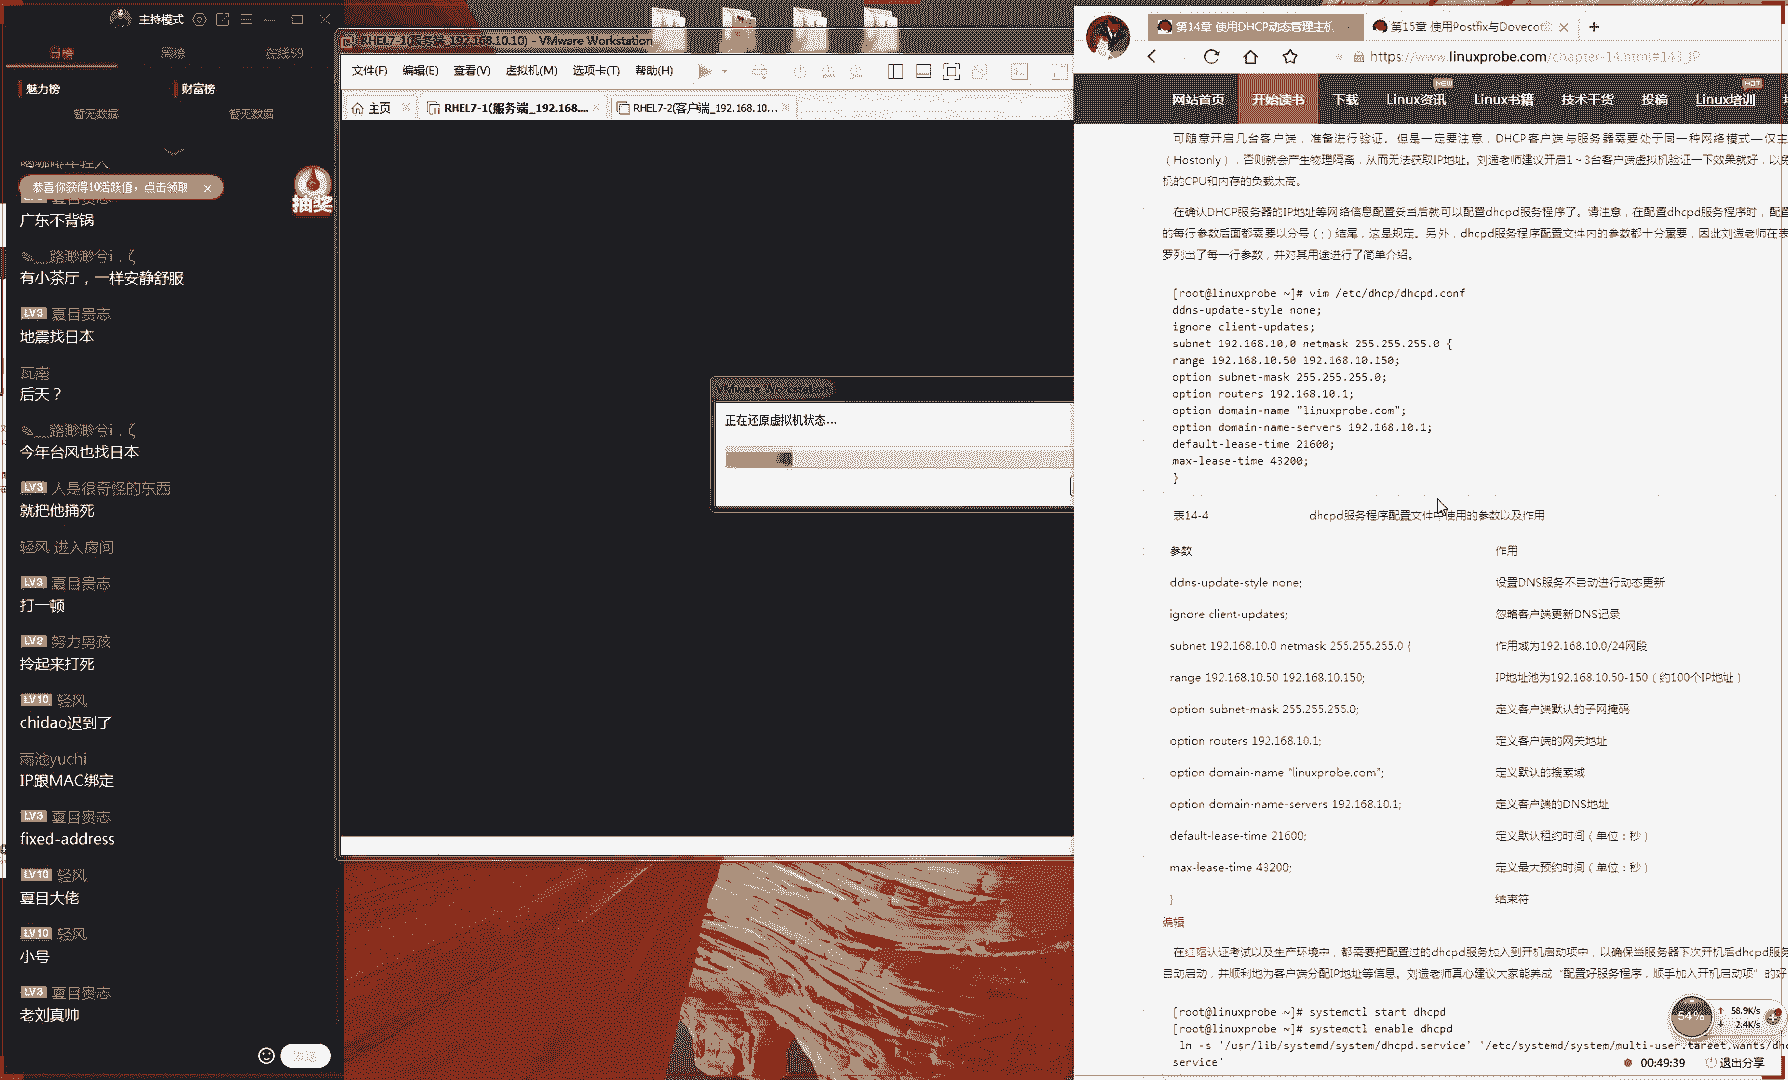 主持模式
日榜
在线59
魅力榜
财富榜
暂无数据
暂无数据
恭喜你获得10活跃值，点击领取
抽奖
广东不背锅
有小茶厅，一样安静舒服
LV3 夏目贵志
地震找日本
后天？
今年台风也找日本
LV3 人是很奇怪的东西
就把他捅死
轻风 进入房间
LV3 夏目贵志
打一顿
LV2 努力男孩
拎起来打死
LV10 轻风
chidao迟到了
雨池yuchi
IP跟MAC绑定
LV3 夏目贵志
fixed-address
LV10 轻风
夏目大佬
LV10 轻风
小号
LV3 夏目贵志
老刘真帅
RHEL7-1(服务端_192.168.10.10) - VMware Workstation
文件(F) 编辑(E) 查看(V) 虚拟机(M) 选项卡(T) 帮助(H)
主页
RHEL7-1(服务端_192.168....
RHEL7-2(客户端_192.168.10...
正在还原虚拟机状态...
第14章 使用DHCP动态管理主机
第15章 使用Postfix与Dovecot
https://www.linuxprobe.com/chapter-14.html#143_IP
网站首页 开始读书 下载 Linux资讯 Linux书籍 技术干货 投稿 Linux培训
可随意开启几台客户端，准备进行验证。但是一定要注意，DHCP客户端与服务器需要处于同一种网络模式—仅主
（Hostonly），否则就会产生物理隔离，从而无法获取IP地址。刘遄老师建议开启1～3台客户端虚拟机验证一下效果就好，以免
机的CPU和内存的负载太高。
在确认DHCP服务器的IP地址等网络信息配置妥当后就可以配置dhcpd服务程序了。请注意，在配置dhcpd服务程序时，配置
的每行参数后面都需要以分号（;）结尾，这是规定。另外，dhcpd服务程序配置文件内的参数都十分重要，因此刘遄老师在表
罗列出了每一行参数，并对其用途进行了简单介绍。
[root@linuxprobe ~]# vim /etc/dhcp/dhcpd.conf
ddns-update-style none;
ignore client-updates;
subnet 192.168.10.0 netmask 255.255.255.0 {
range 192.168.10.50 192.168.10.150;
option subnet-mask 255.255.255.0;
option routers 192.168.10.1;
option domain-name "linuxprobe.com";
option domain-name-servers 192.168.10.1;
default-lease-time 21600;
max-lease-time 43200;
}
表14-4 dhcpd服务程序配置文件中使用的参数以及作用
参数 作用
ddns-update-style none; 设置DNS服务不自动进行动态更新
ignore client-updates; 忽略客户端更新DNS记录
subnet 192.168.10.0 netmask 255.255.255.0 { 作用域为192.168.10.0/24网段
range 192.168.10.50 192.168.10.150; IP地址池为192.168.10.50-150（约100个IP地址）
option subnet-mask 255.255.255.0; 定义客户端默认的子网掩码
option routers 192.168.10.1; 定义客户端的网关地址
option domain-name "linuxprobe.com"; 定义默认的搜索域
option domain-name-servers 192.168.10.1; 定义客户端的DNS地址
default-lease-time 21600; 定义默认租约时间（单位：秒）
max-lease-time 43200; 定义最大预约时间（单位：秒）
} 结束符
编辑
在红帽认证考试以及生产环境中，都需要把配置过的dhcpd服务加入到开机启动项中，以确保当服务器下次开机后dhcpd服务
自动启动，并顺利地为客户端分配IP地址等信息。刘遄老师真心建议大家能养成“配置好服务程序，顺手加入开机启动项”的好
[root@linuxprobe ~]# systemctl start dhcpd
[root@linuxprobe ~]# systemctl enable dhcpd
ln -s '/usr/lib/systemd/system/dhcpd.service' '/etc/systemd/system/multi-user.target.wants/dhc
service'
54%
58.9K/s
2.4K/s
00:49:39 退出分享